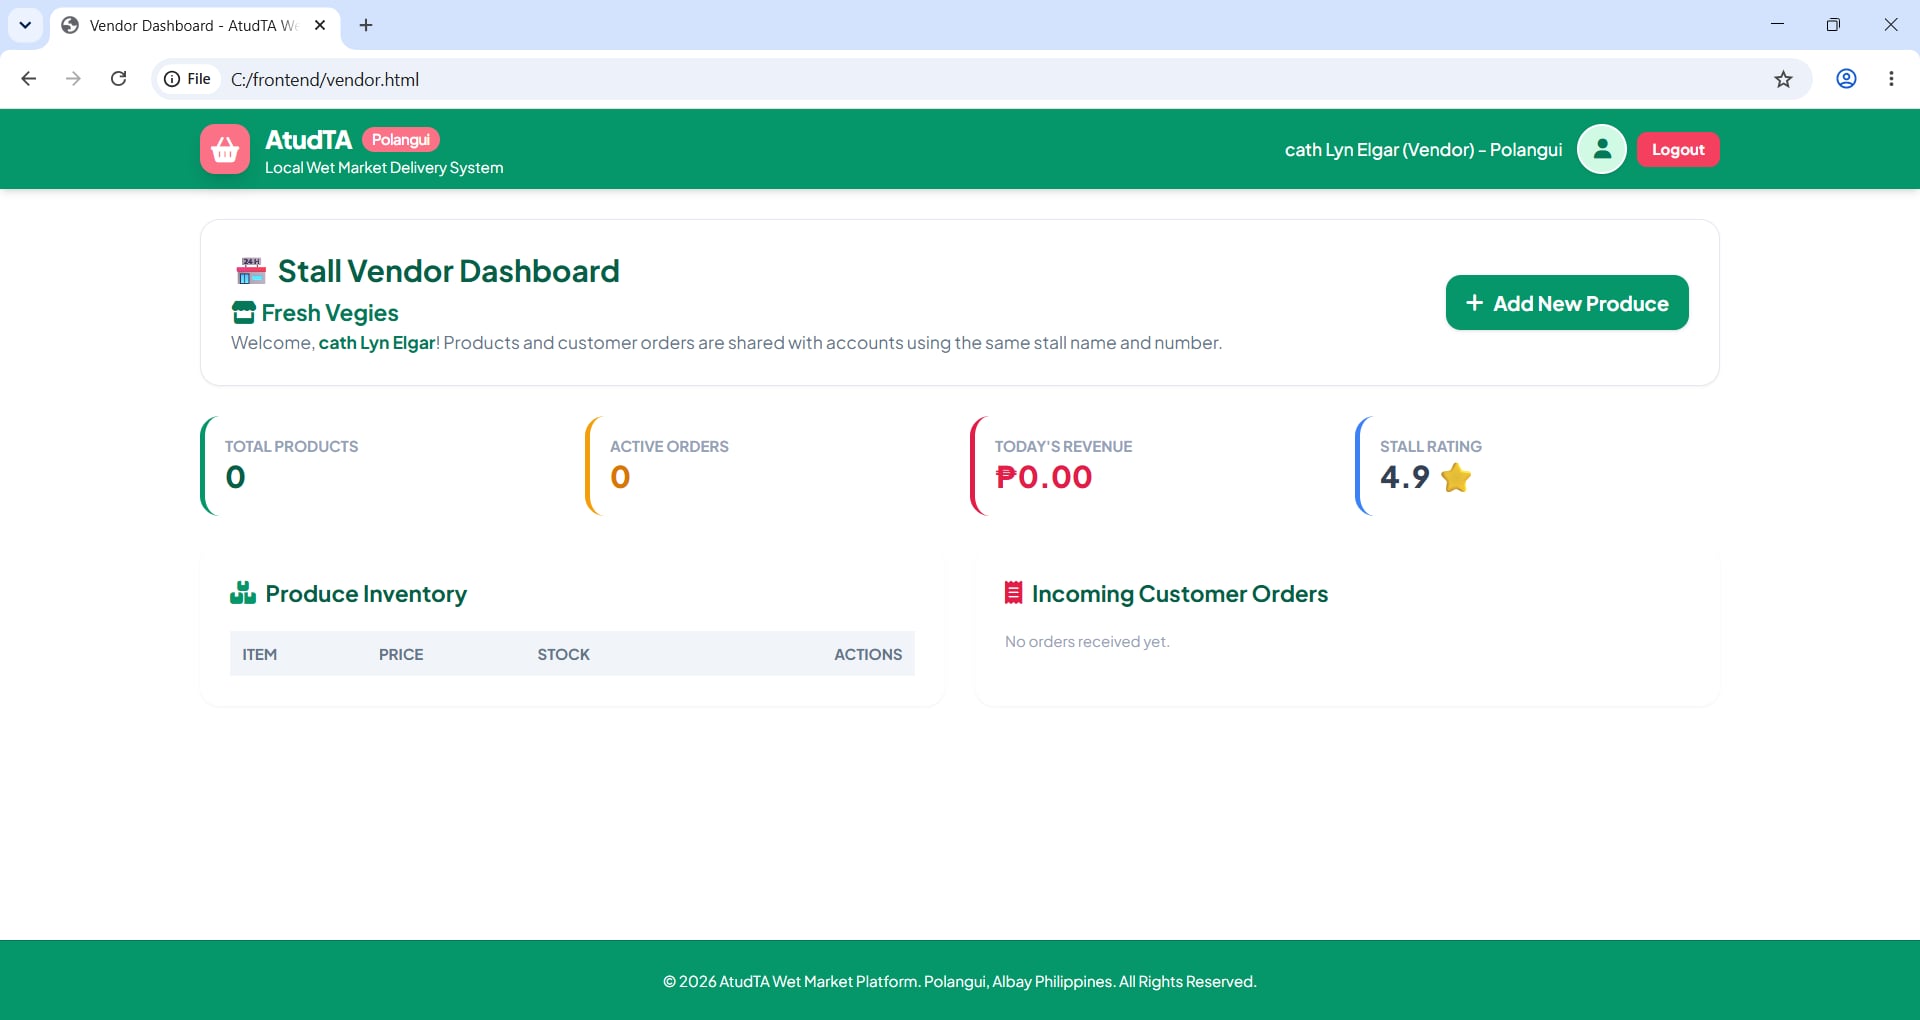 Vendor Dashboard - AtudTA We
File C:/frontend/vendor.html
AtudTA Polangui
Local Wet Market Delivery System
cath Lyn Elgar (Vendor) - Polangui
Logout
24 H
Stall Vendor Dashboard
Fresh Vegies
Welcome, cath Lyn Elgar! Products and customer orders are shared with accounts using the same stall name and number.
+ Add New Produce
TOTAL PRODUCTS
0
ACTIVE ORDERS
0
TODAY'S REVENUE
₱0.00
STALL RATING
4.9 ⭐
Produce Inventory
ITEM PRICE STOCK ACTIONS
Incoming Customer Orders
No orders received yet.
© 2026 AtudTA Wet Market Platform. Polangui, Albay Philippines. All Rights Reserved.